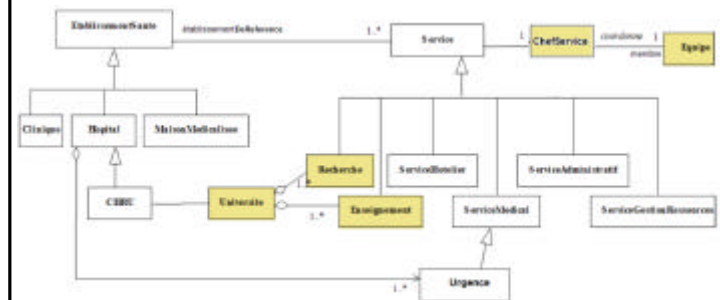 EtablissementSante
etablissementDeReference
1..*
Service
1
ChefService
coordonne
1
membre
Equipe
Clinique
Hopital
MaisonMedicalisee
Recherche
1..*
ServiceHotelier
ServiceAdministratif
CHRU
Universite
Enseignement
1..*
ServiceMedical
ServiceGestionRessources
Urgence
1..*